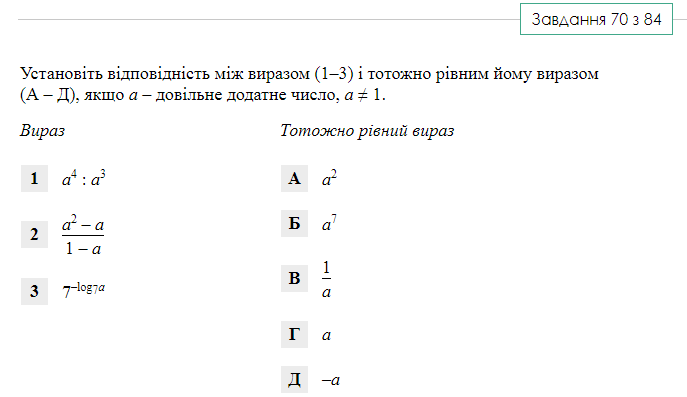 Завдання 70 з 84
Установіть відповідність між виразом (1–3) і тотожно рівним йому виразом
(А – Д), якщо a – довільне додатне число, a ≠ 1.
Вираз
Тотожно рівний вираз
1 a⁴ : a³
А a²
2 (a² – a)/(1 – a)
Б a⁷
В 1/a
3 7^(–log₇a)
Г a
Д –a